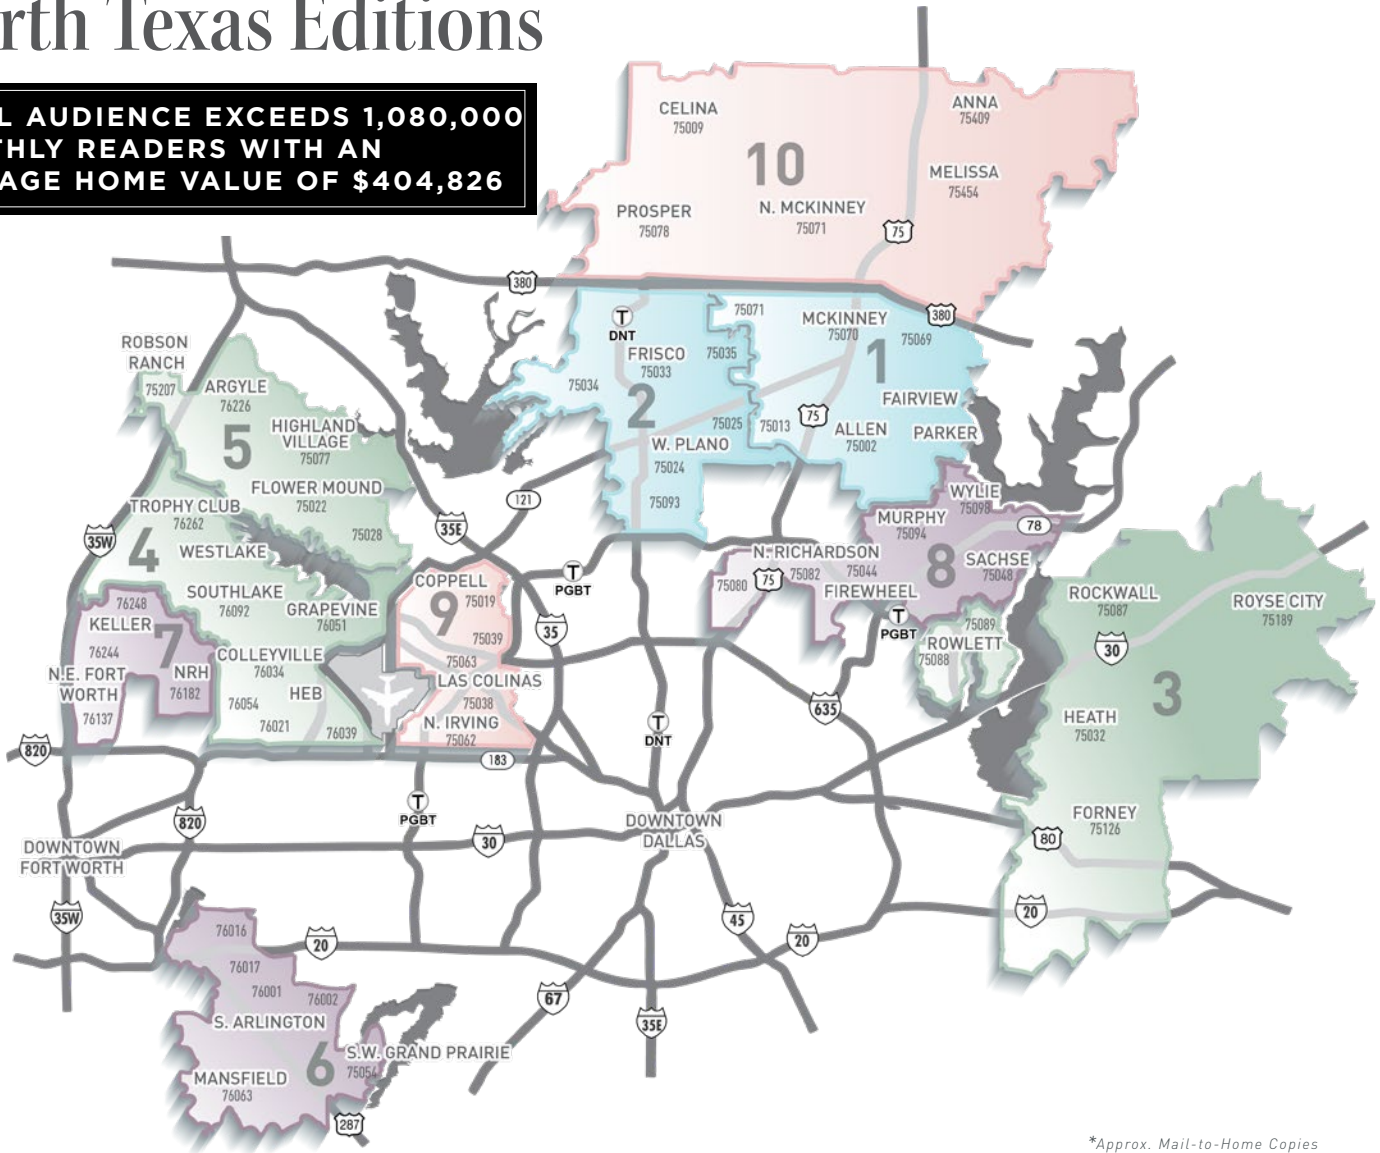 rth Texas Editions
L AUDIENCE EXCEEDS 1,080,000
THLY READERS WITH AN
AGE HOME VALUE OF $404,826
CELINA
75009
ANNA
75409
10
MELISSA
75454
PROSPER
75078
N. MCKINNEY
75071
75
380
380
T
DNT
75071
MCKINNEY
75070
75069
ROBSON
RANCH
75207
FRISCO
75033
75035
1
75034
2
ARGYLE
76226
FAIRVIEW
75
75025
75013
ALLEN
75002
PARKER
HIGHLAND
VILLAGE
75077
5
W. PLANO
75024
75093
FLOWER MOUND
75022
75028
121
35E
TROPHY CLUB
76262
4
WESTLAKE
35W
WYLIE
75098
MURPHY
75094
78
8
SACHSE
75048
N. RICHARDSON
75080
75
75082
75044
FIREWHEEL
T
PGBT
T
PGBT
COPPELL
75019
9
75039
75063
LAS COLINAS
75038
N. IRVING
75062
SOUTHLAKE
76092
GRAPEVINE
76051
76248
KELLER
7
76244
N.E. FORT
WORTH
76137
NRH
76182
COLLEYVILLE
76034
HEB
76054
76021
76039
35
ROCKWALL
75087
ROYSE CITY
75189
75089
ROWLETT
75088
30
3
HEATH
75032
FORNEY
75126
80
20
635
T
DNT
183
820
820
T
PGBT
30
DOWNTOWN
DALLAS
DOWNTOWN
FORT WORTH
35W
20
45
20
67
35E
76016
76017
76001
76002
S. ARLINGTON
6
S.W. GRAND PRAIRIE
75054
MANSFIELD
76063
287
*Approx. Mail-to-Home Copies